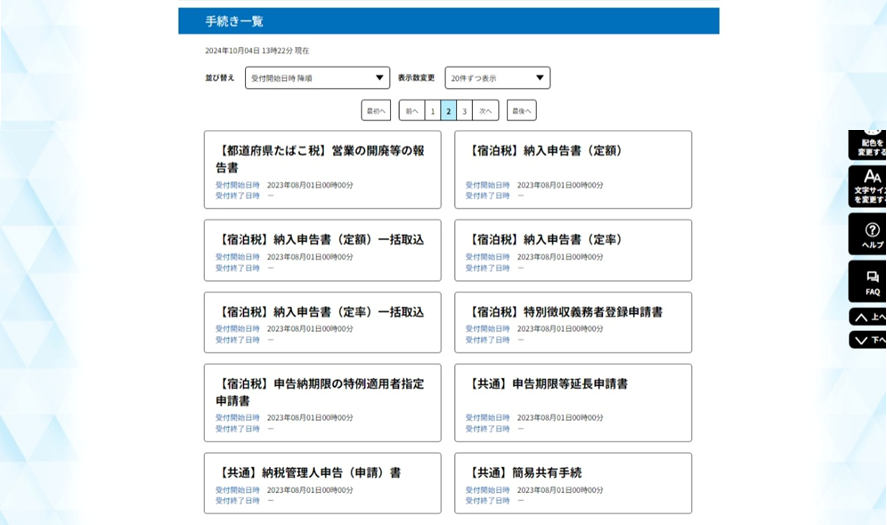 手続き一覧
2024年10月04日 13時22分 現在
並び替え 受付開始日時 降順 表示数変更 20件ずつ表示
最初へ 前へ 1 2 3 次へ 最後へ
【都道府県たばこ税】営業の開廃等の報
告書
受付開始日時 2023年08月01日00時00分
受付終了日時 －
【宿泊税】納入申告書（定額）
受付開始日時 2023年08月01日00時00分
受付終了日時 －
【宿泊税】納入申告書（定額）一括取込
受付開始日時 2023年08月01日00時00分
受付終了日時 －
【宿泊税】納入申告書（定率）
受付開始日時 2023年08月01日00時00分
受付終了日時 －
【宿泊税】納入申告書（定率）一括取込
受付開始日時 2023年08月01日00時00分
受付終了日時 －
【宿泊税】特別徴収義務者登録申請書
受付開始日時 2023年08月01日00時00分
受付終了日時 －
【宿泊税】申告納期限の特例適用者指定
申請書
受付開始日時 2023年08月01日00時00分
受付終了日時 －
【共通】申告期限等延長申請書
受付開始日時 2023年08月01日00時00分
受付終了日時 －
【共通】納税管理人申告（申請）書
受付開始日時 2023年08月01日00時00分
受付終了日時 －
【共通】簡易共有手続
受付開始日時 2023年08月01日00時00分
受付終了日時 －
配色を
変更する
AA
文字サイズ
を変更する
ヘルプ
FAQ
上へ
下へ